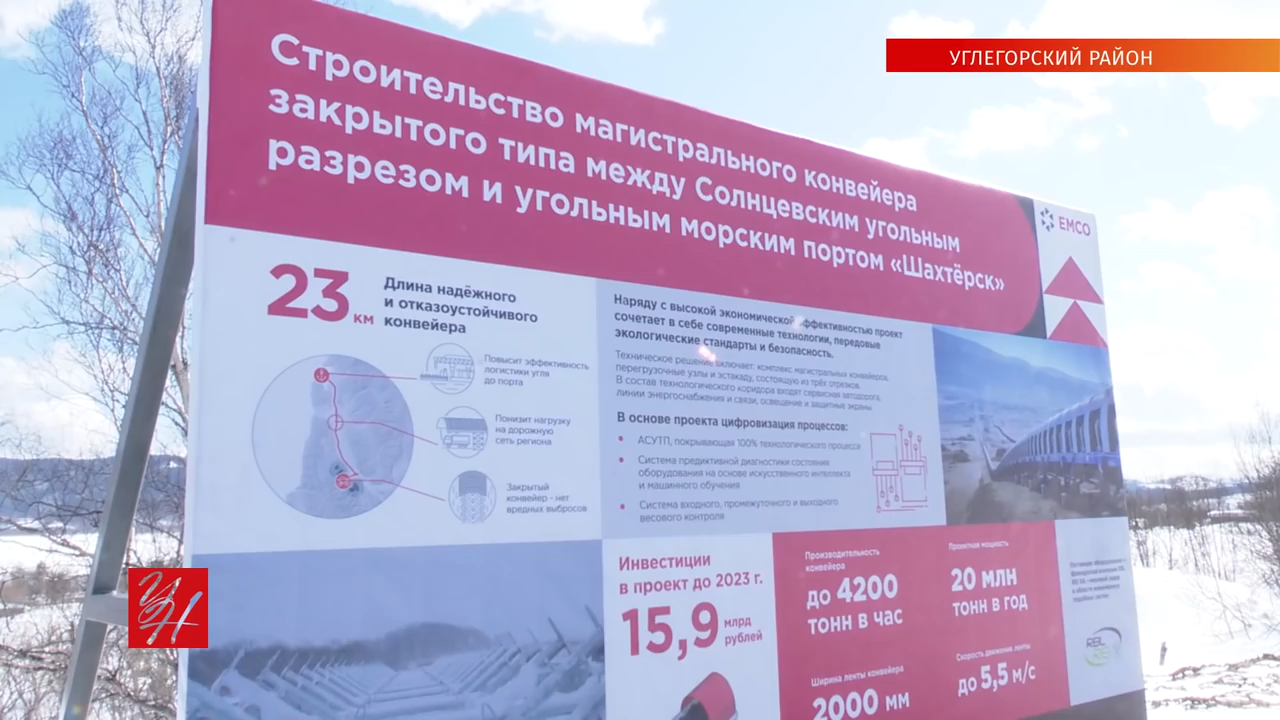 УГЛЕГОРСКИЙ РАЙОН
Строительство магистрального конвейера
закрытого типа между Солнцевским угольным
разрезом и угольным морским портом «Шахтёрск»
EMCO
23 км
Длина надёжного
и отказоустойчивого
конвейера
Повысит эффективность
логистики угля
до порта
Понизит нагрузку
на дорожную
сеть региона
Закрытый
конвейер - нет
вредных выбросов
Наряду с высокой экономической эффективностью проект
сочетает в себе современные технологии, передовые
экологические стандарты и безопасность.
Техническое решение включает: комплекс магистральных конвейеров,
перегрузочные узлы и эстакаду, состоящую из трёх отрезков.
В состав технологического коридора входят сервисная автодорога,
линии энергоснабжения и связи, освещение и защитные экраны.
В основе проекта цифровизация процессов:
АСУТП, покрывающая 100% технологического процесса
Система предиктивной диагностики состояния
оборудования на основе искусственного интеллекта
и машинного обучения
Система входного, промежуточного и выходного
весового контроля
Инвестиции
в проект до 2023 г.
15,9 млрд
рублей
Производительность
конвейера
до 4200
тонн в час
Проектная мощность
20 млн
тонн в год
Ширина ленты конвейера
2000 мм
Скорость движения ленты
до 5,5 м/с
RBL
REI
УН